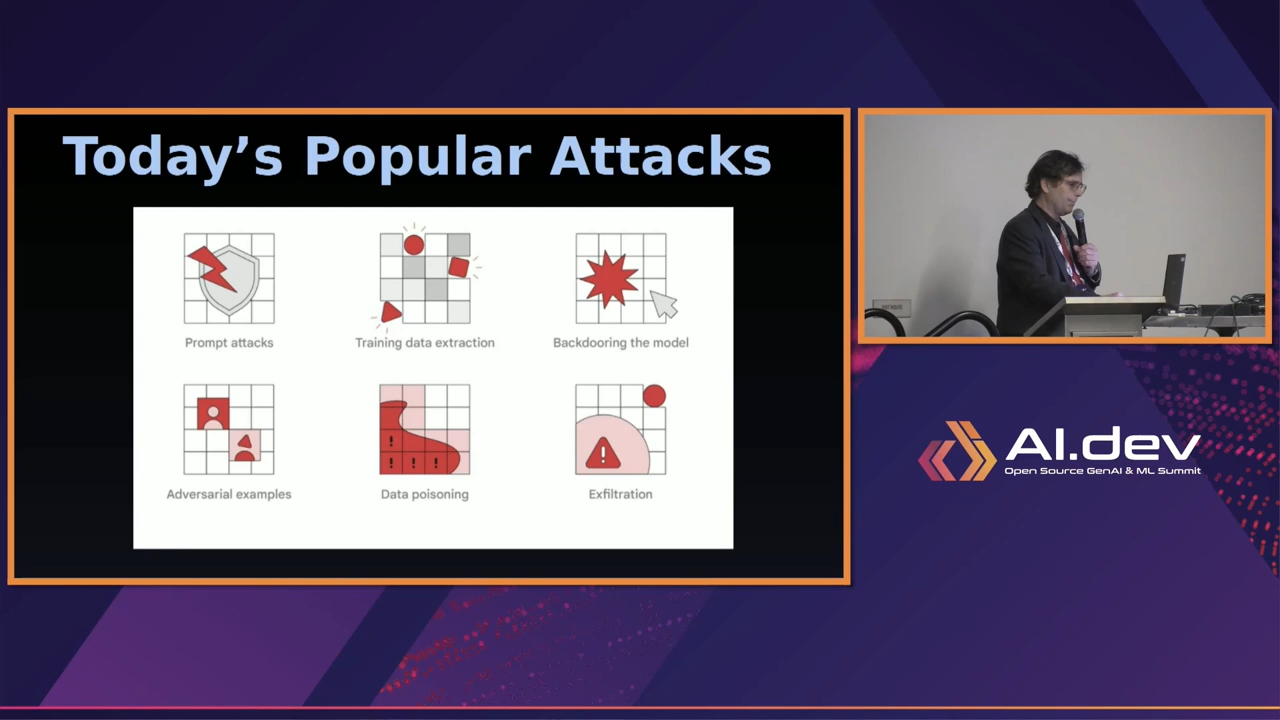 Today’s Popular Attacks
Prompt attacks
Training data extraction
Backdooring the model
Adversarial examples
Data poisoning
Exfiltration
AI.dev
Open Source GenAI & ML Summit